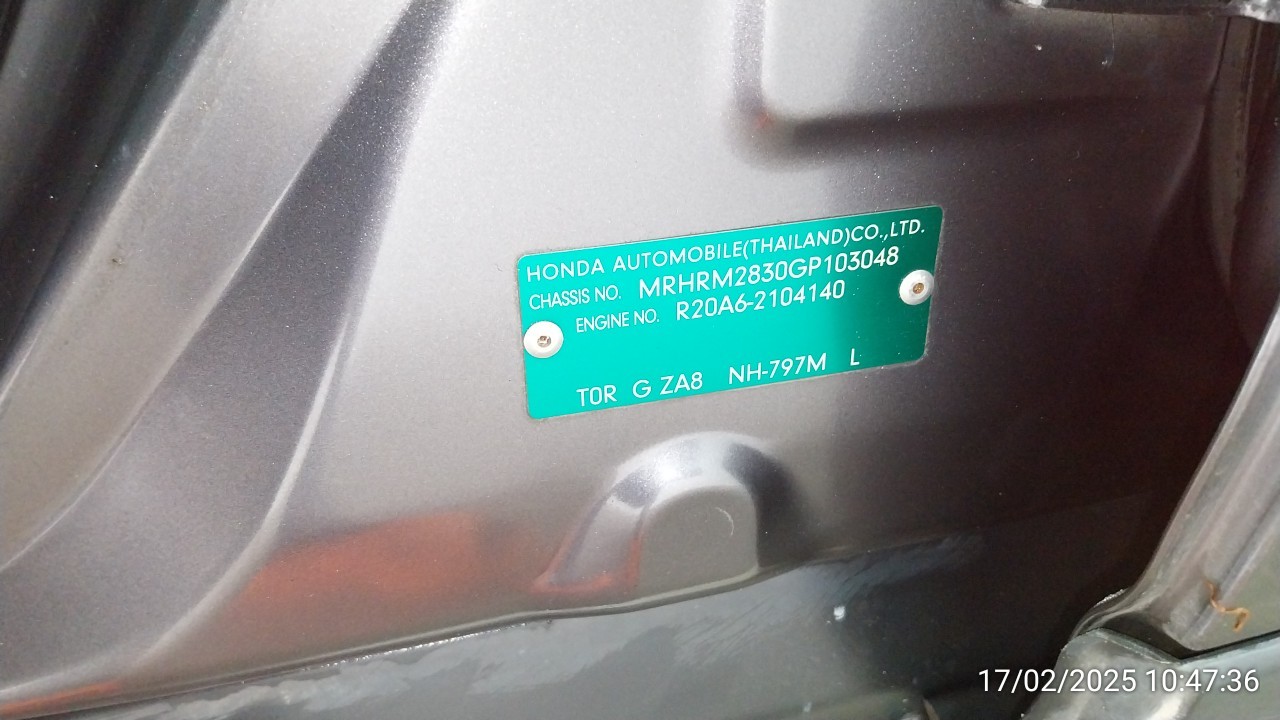 HONDA AUTOMOBILE(THAILAND)CO.,LTD.
CHASSIS NO. MRHRM2830GP103048
ENGINE NO. R20A6-2104140
T0R G ZA8 NH-797M L
17/02/2025 10:47:36